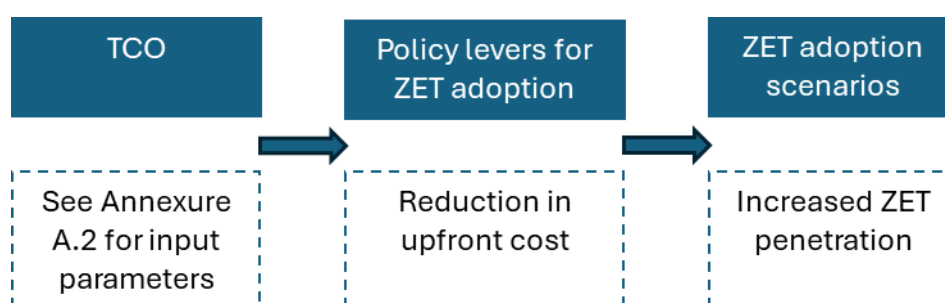 TCO
Policy levers for
ZET adoption
ZET adoption
scenarios
See Annexure
A.2 for input
parameters
Reduction in
upfront cost
Increased ZET
penetration